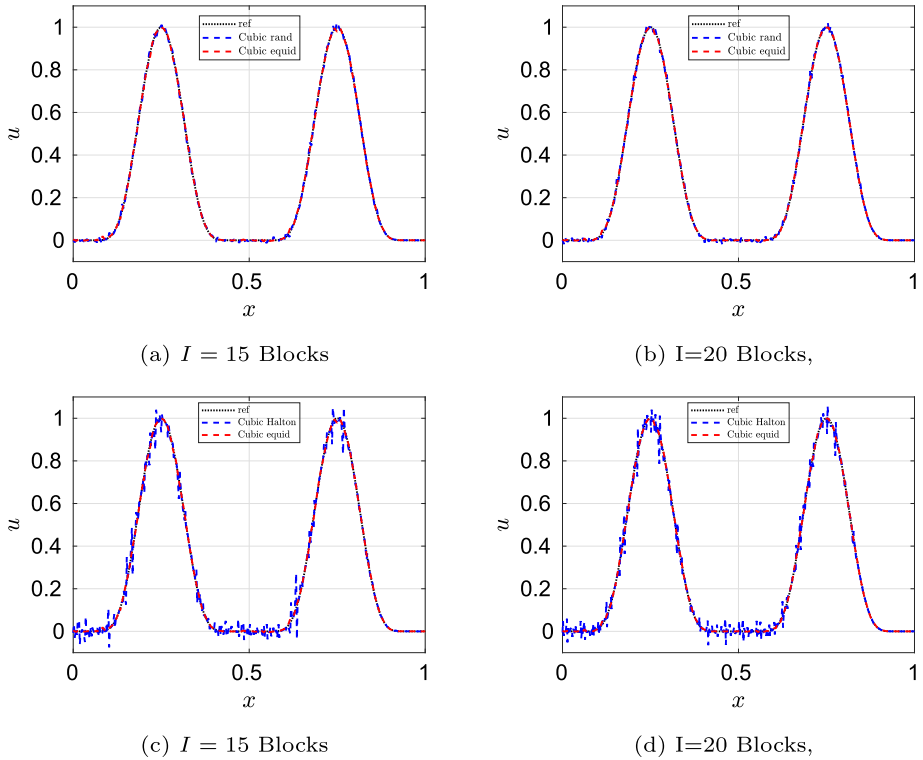 1
0.8
0.6
0.4
0.2
0
u
ref
Cubic rand
Cubic equid
0
0.5
1
x
(a) I = 15 Blocks
1
0.8
0.6
0.4
0.2
0
u
ref
Cubic rand
Cubic equid
0
0.5
1
x
(b) I=20 Blocks,
1
0.8
0.6
0.4
0.2
0
u
ref
Cubic Halton
Cubic equid
0
0.5
1
x
(c) I = 15 Blocks
1
0.8
0.6
0.4
0.2
0
u
ref
Cubic Halton
Cubic equid
0
0.5
1
x
(d) I=20 Blocks,